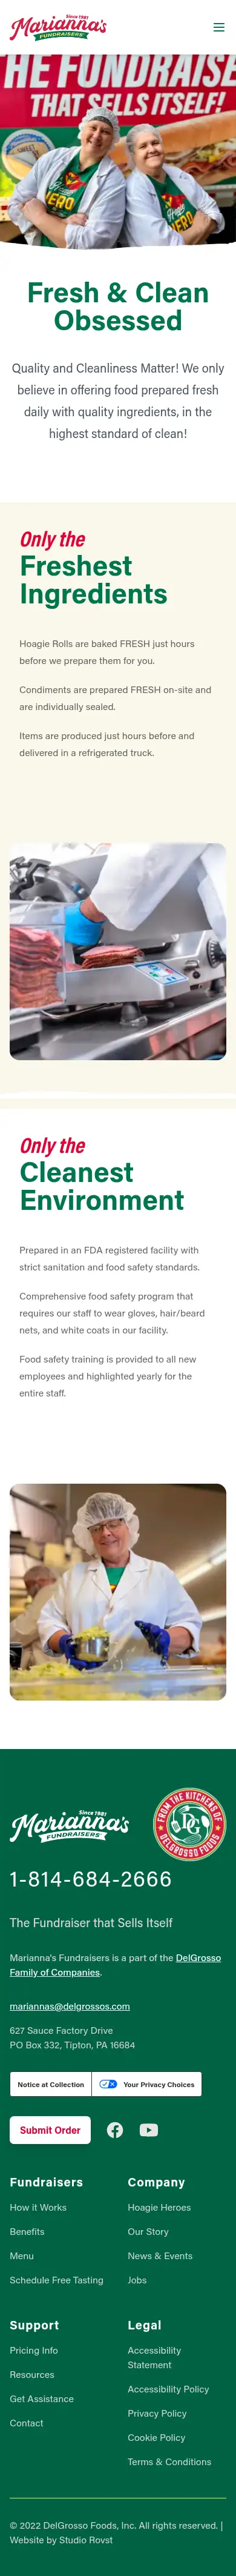 Since 1981
Marianna's
FUNDRAISERS
HE FUNDRAISE
THAT SELLS ITSELF!
Fresh & Clean
Obsessed
Quality and Cleanliness Matter! We only
believe in offering food prepared fresh
daily with quality ingredients, in the
highest standard of clean!
Only the
Freshest
Ingredients
Hoagie Rolls are baked FRESH just hours
before we prepare them for you.
Condiments are prepared FRESH on-site and
are individually sealed.
Items are produced just hours before and
delivered in a refrigerated truck.
Only the
Cleanest
Environment
Prepared in an FDA registered facility with
strict sanitation and food safety standards.
Comprehensive food safety program that
requires our staff to wear gloves, hair/beard
nets, and white coats in our facility.
Food safety training is provided to all new
employees and highlighted yearly for the
entire staff.
Since 1981
Marianna's
FUNDRAISERS
FROM THE KITCHENS OF
DG
DELGROSSO FOODS
1-814-684-2666
The Fundraiser that Sells Itself
Marianna's Fundraisers is a part of the DelGrosso
Family of Companies.
mariannas@delgrossos.com
627 Sauce Factory Drive
PO Box 332, Tipton, PA 16684
Notice at Collection
Your Privacy Choices
Submit Order
Fundraisers
How it Works
Benefits
Menu
Schedule Free Tasting
Company
Hoagie Heroes
Our Story
News & Events
Jobs
Support
Pricing Info
Resources
Get Assistance
Contact
Legal
Accessibility
Statement
Accessibility Policy
Privacy Policy
Cookie Policy
Terms & Conditions
© 2022 DelGrosso Foods, Inc. All rights reserved. |
Website by Studio Rovst